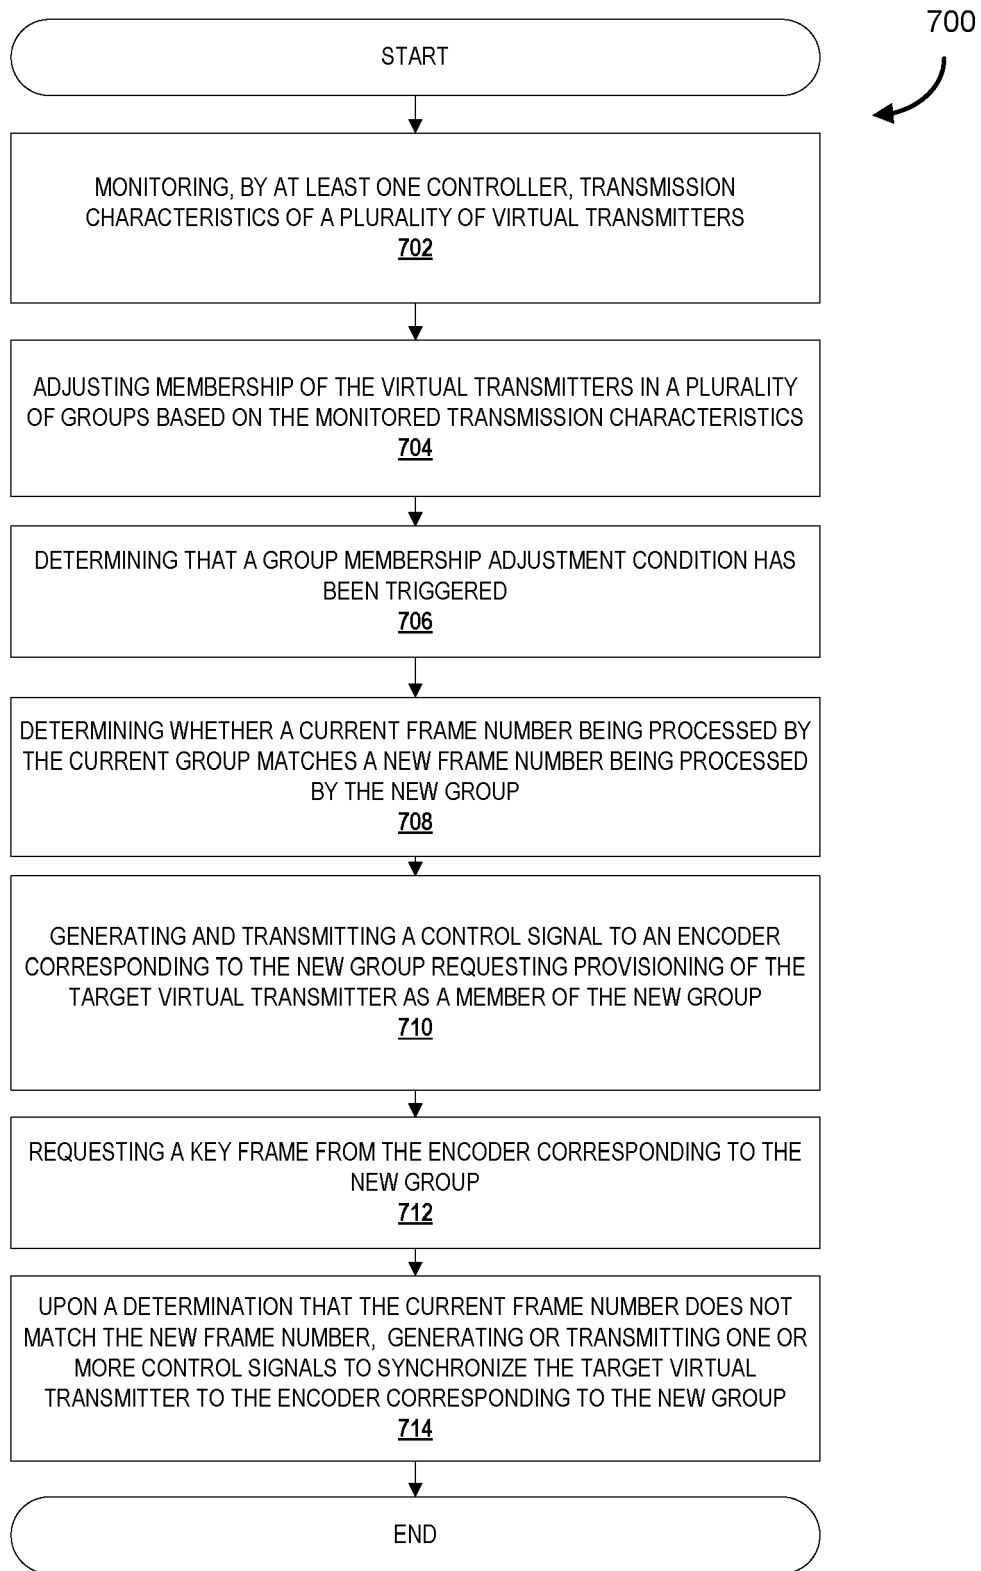 700
START
MONITORING, BY AT LEAST ONE CONTROLLER, TRANSMISSION
CHARACTERISTICS OF A PLURALITY OF VIRTUAL TRANSMITTERS
702
ADJUSTING MEMBERSHIP OF THE VIRTUAL TRANSMITTERS IN A PLURALITY
OF GROUPS BASED ON THE MONITORED TRANSMISSION CHARACTERISTICS
704
DETERMINING THAT A GROUP MEMBERSHIP ADJUSTMENT CONDITION HAS
BEEN TRIGGERED
706
DETERMINING WHETHER A CURRENT FRAME NUMBER BEING PROCESSED BY
THE CURRENT GROUP MATCHES A NEW FRAME NUMBER BEING PROCESSED
BY THE NEW GROUP
708
GENERATING AND TRANSMITTING A CONTROL SIGNAL TO AN ENCODER
CORRESPONDING TO THE NEW GROUP REQUESTING PROVISIONING OF THE
TARGET VIRTUAL TRANSMITTER AS A MEMBER OF THE NEW GROUP
710
REQUESTING A KEY FRAME FROM THE ENCODER CORRESPONDING TO THE
NEW GROUP
712
UPON A DETERMINATION THAT THE CURRENT FRAME NUMBER DOES NOT
MATCH THE NEW FRAME NUMBER, GENERATING OR TRANSMITTING ONE OR
MORE CONTROL SIGNALS TO SYNCHRONIZE THE TARGET VIRTUAL
TRANSMITTER TO THE ENCODER CORRESPONDING TO THE NEW GROUP
714
END